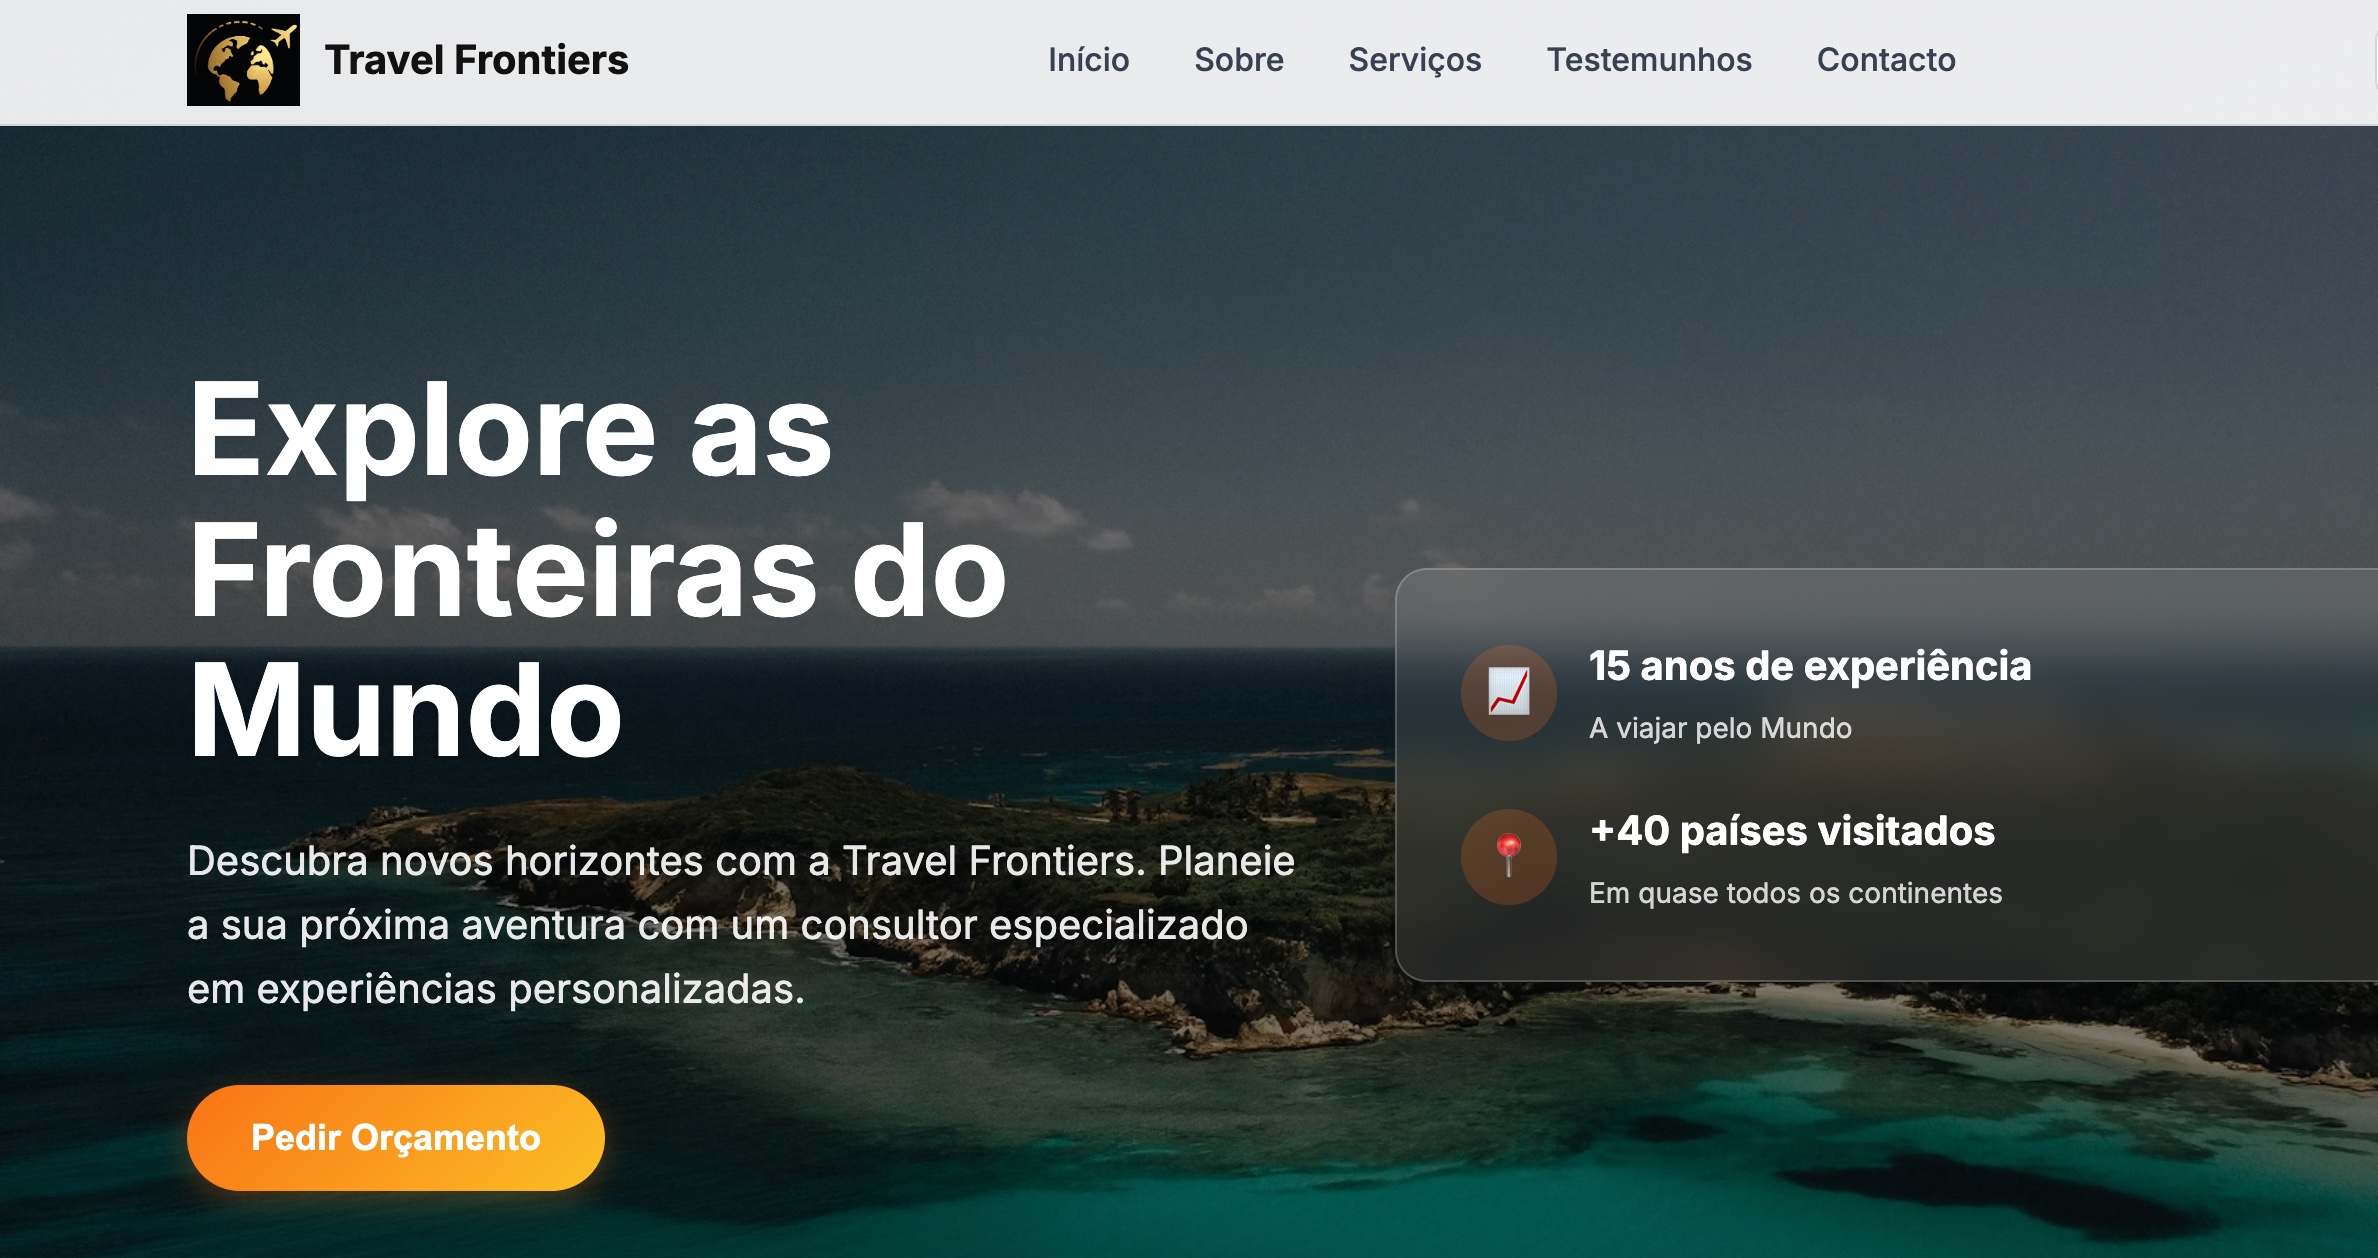 Travel Frontiers
Início
Sobre
Serviços
Testemunhos
Contacto
Explore as
Fronteiras do
Mundo
Descubra novos horizontes com a Travel Frontiers. Planeie
a sua próxima aventura com um consultor especializado
em experiências personalizadas.
Pedir Orçamento
15 anos de experiência
A viajar pelo Mundo
+40 países visitados
Em quase todos os continentes